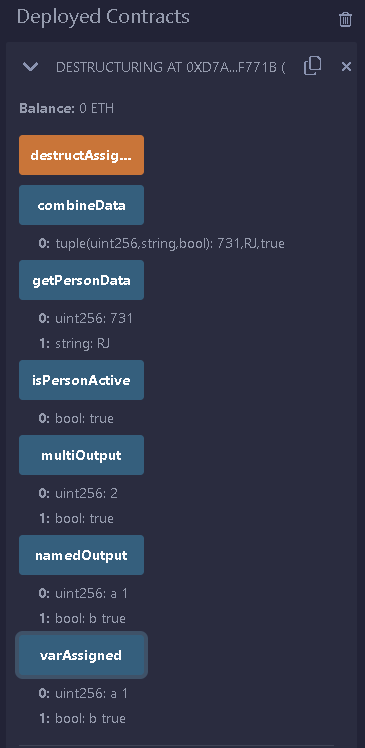 Deployed Contracts
DESTRUCTURING AT 0XD7A...F771B (
Balance: 0 ETH
destructAssig...
combineData
0: tuple(uint256,string,bool): 731,RJ,true
getPersonData
0: uint256: 731
1: string: RJ
isPersonActive
0: bool: true
multiOutput
0: uint256: 2
1: bool: true
namedOutput
0: uint256: a 1
1: bool: b true
varAssigned
0: uint256: a 1
1: bool: b true